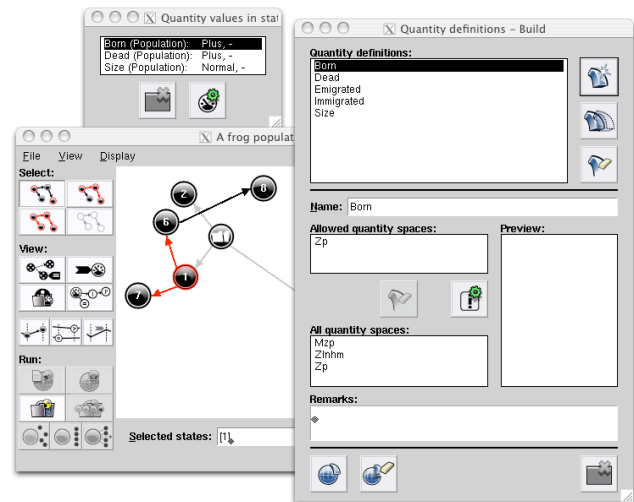 Quantity values in stat
Born (Population): Plus, -
Dead (Population): Plus, -
Size (Population): Normal, -
A frog populat
File View Display
Select:
View:
Run:
2
8
6
1
7
Selected states: [1]
Quantity definitions - Build
Quantity definitions:
Born
Dead
Emigrated
Immigrated
Size
Name: Born
Allowed quantity spaces:
Zp
Preview:
All quantity spaces:
Mzp
Zlnhm
Zp
Remarks: